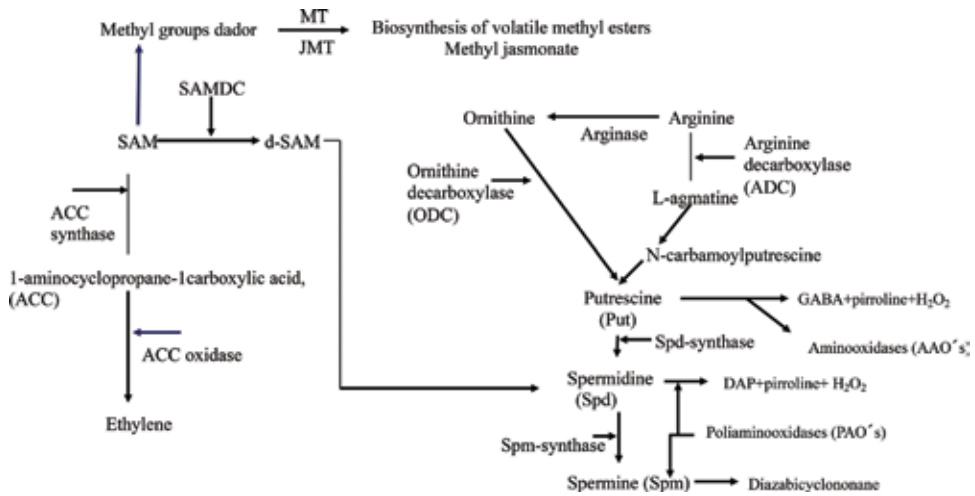 Methyl groups dador
MT
JMT
Biosynthesis of volatile methyl esters
Methyl jasmonate
SAMDC
SAM
d-SAM
Ornithine
Arginase
Arginine
Ornithine
decarboxylase
(ODC)
Arginine
decarboxylase
(ADC)
L-agmatine
ACC
synthase
N-carbamoylputrescine
1-aminocyclopropane-1carboxylic acid,
(ACC)
Putrescine
(Put)
GABA+pirroline+H₂O₂
ACC oxidase
Spd-synthase
Aminooxidases (AAO´s)
Spermidine
(Spd)
DAP+pirroline+ H₂O₂
Ethylene
Spm-synthase
Poliaminooxidases (PAO´s)
Spermine (Spm)
Diazabicyclononane